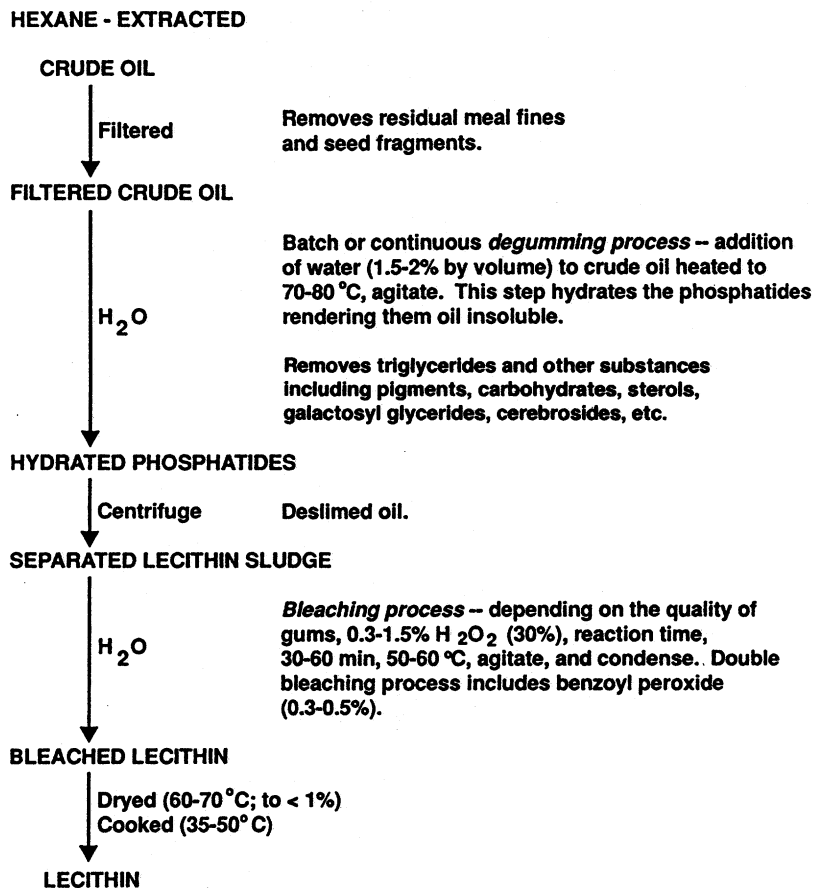 HEXANE - EXTRACTED
CRUDE OIL
Filtered
Removes residual meal fines
and seed fragments.
FILTERED CRUDE OIL
H2O
Batch or continuous degumming process -- addition
of water (1.5-2% by volume) to crude oil heated to
70-80 °C, agitate. This step hydrates the phosphatides
rendering them oil insoluble.
Removes triglycerides and other substances
including pigments, carbohydrates, sterols,
galactosyl glycerides, cerebrosides, etc.
HYDRATED PHOSPHATIDES
Centrifuge
Deslimed oil.
SEPARATED LECITHIN SLUDGE
H2O
Bleaching process -- depending on the quality of
gums, 0.3-1.5% H2O2 (30%), reaction time,
30-60 min, 50-60 °C, agitate, and condense. Double
bleaching process includes benzoyl peroxide
(0.3-0.5%).
BLEACHED LECITHIN
Dryed (60-70 °C; to < 1%)
Cooked (35-50° C)
LECITHIN